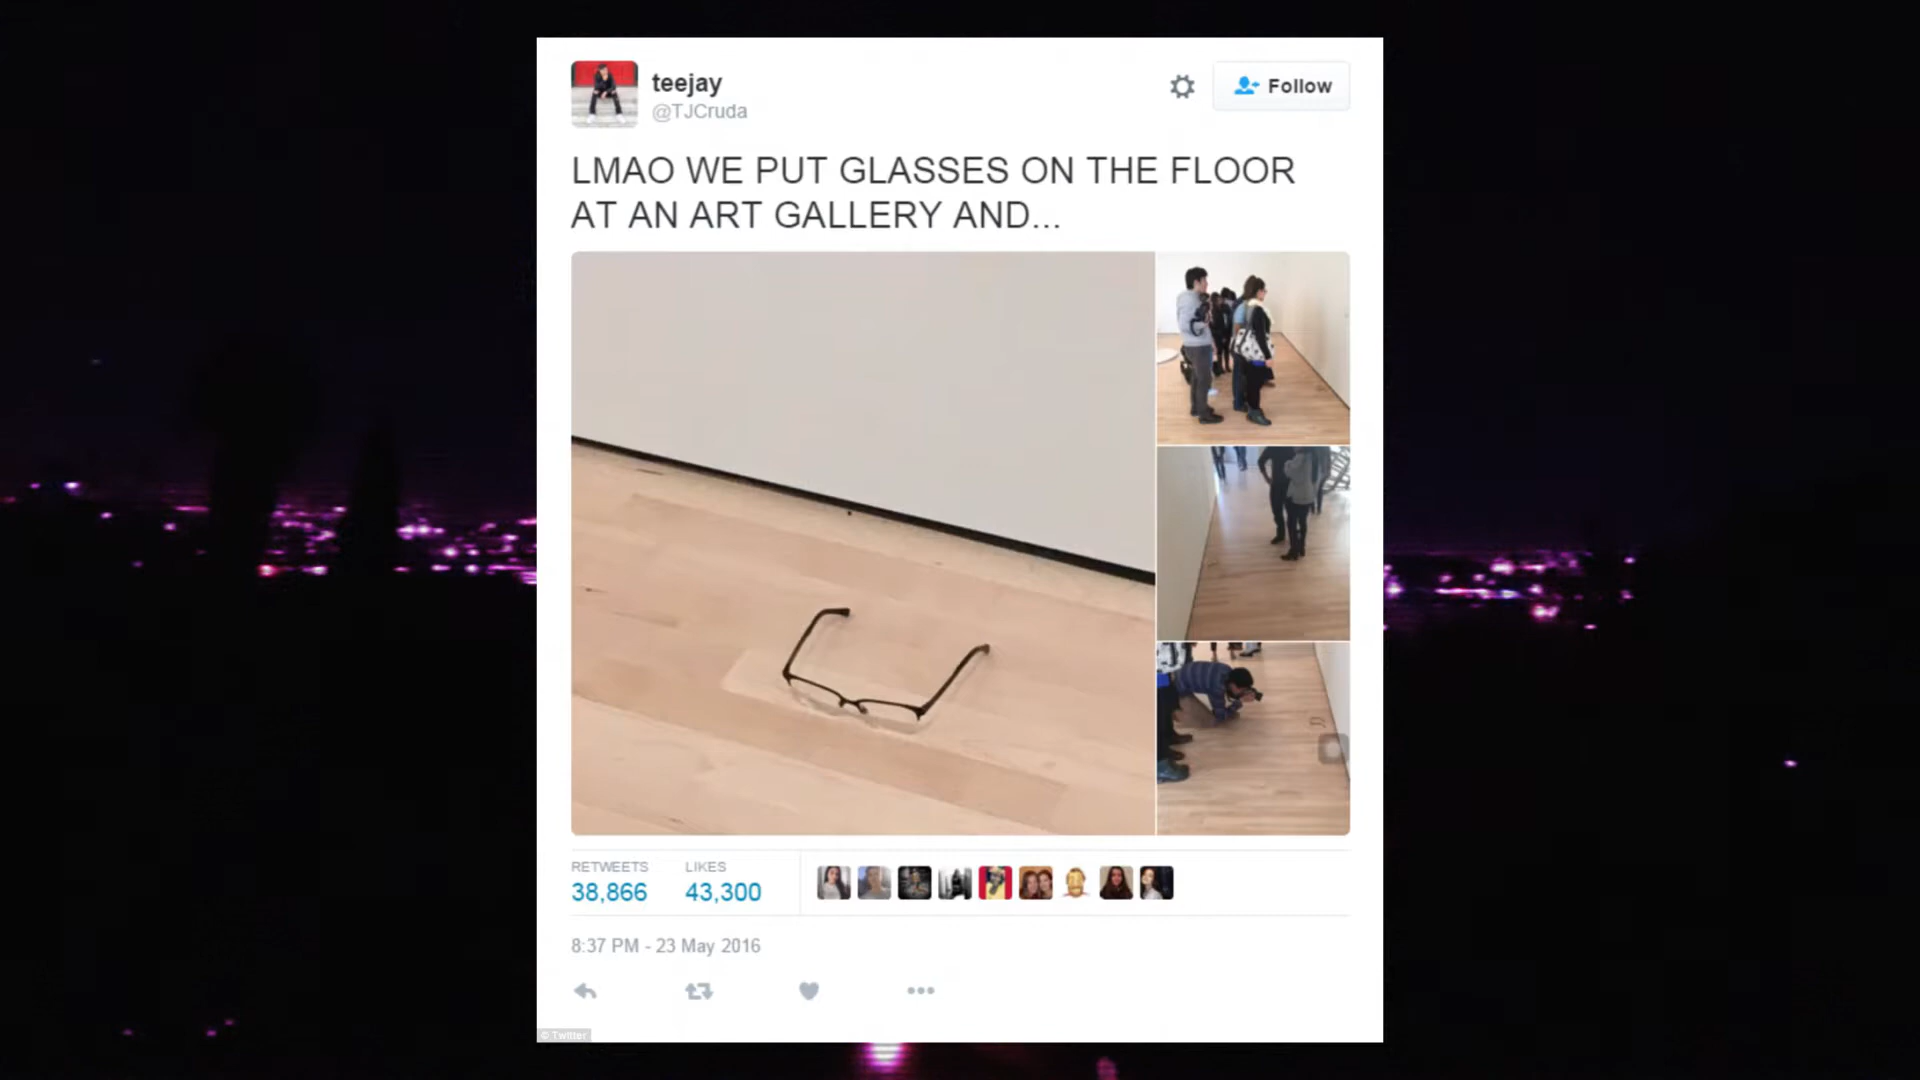 teejay
@TJCruda
Follow
LMAO WE PUT GLASSES ON THE FLOOR
AT AN ART GALLERY AND...
RETWEETS
38,866
LIKES
43,300
8:37 PM - 23 May 2016
© Twitter